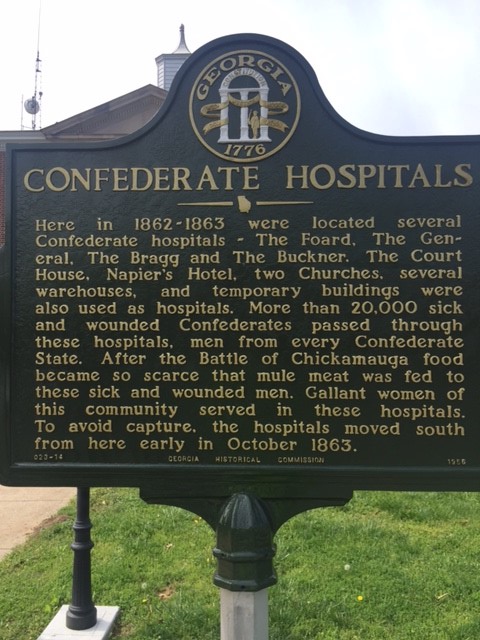 GEORGIA
1776
CONFEDERATE HOSPITALS
Here in 1862-1863 were located several
Confederate hospitals - The Foard, The Gen-
eral, The Bragg and The Buckner. The Court
House, Napier's Hotel, two Churches, several
warehouses, and temporary buildings were
also used as hospitals. More than 20,000 sick
and wounded Confederates passed through
these hospitals, men from every Confederate
State. After the Battle of Chickamauga food
became so scarce that mule meat was fed to
these sick and wounded men. Gallant women of
this community served in these hospitals.
To avoid capture, the hospitals moved south
from here early in October 1863.
023-14 GEORGIA HISTORICAL COMMISSION 1955